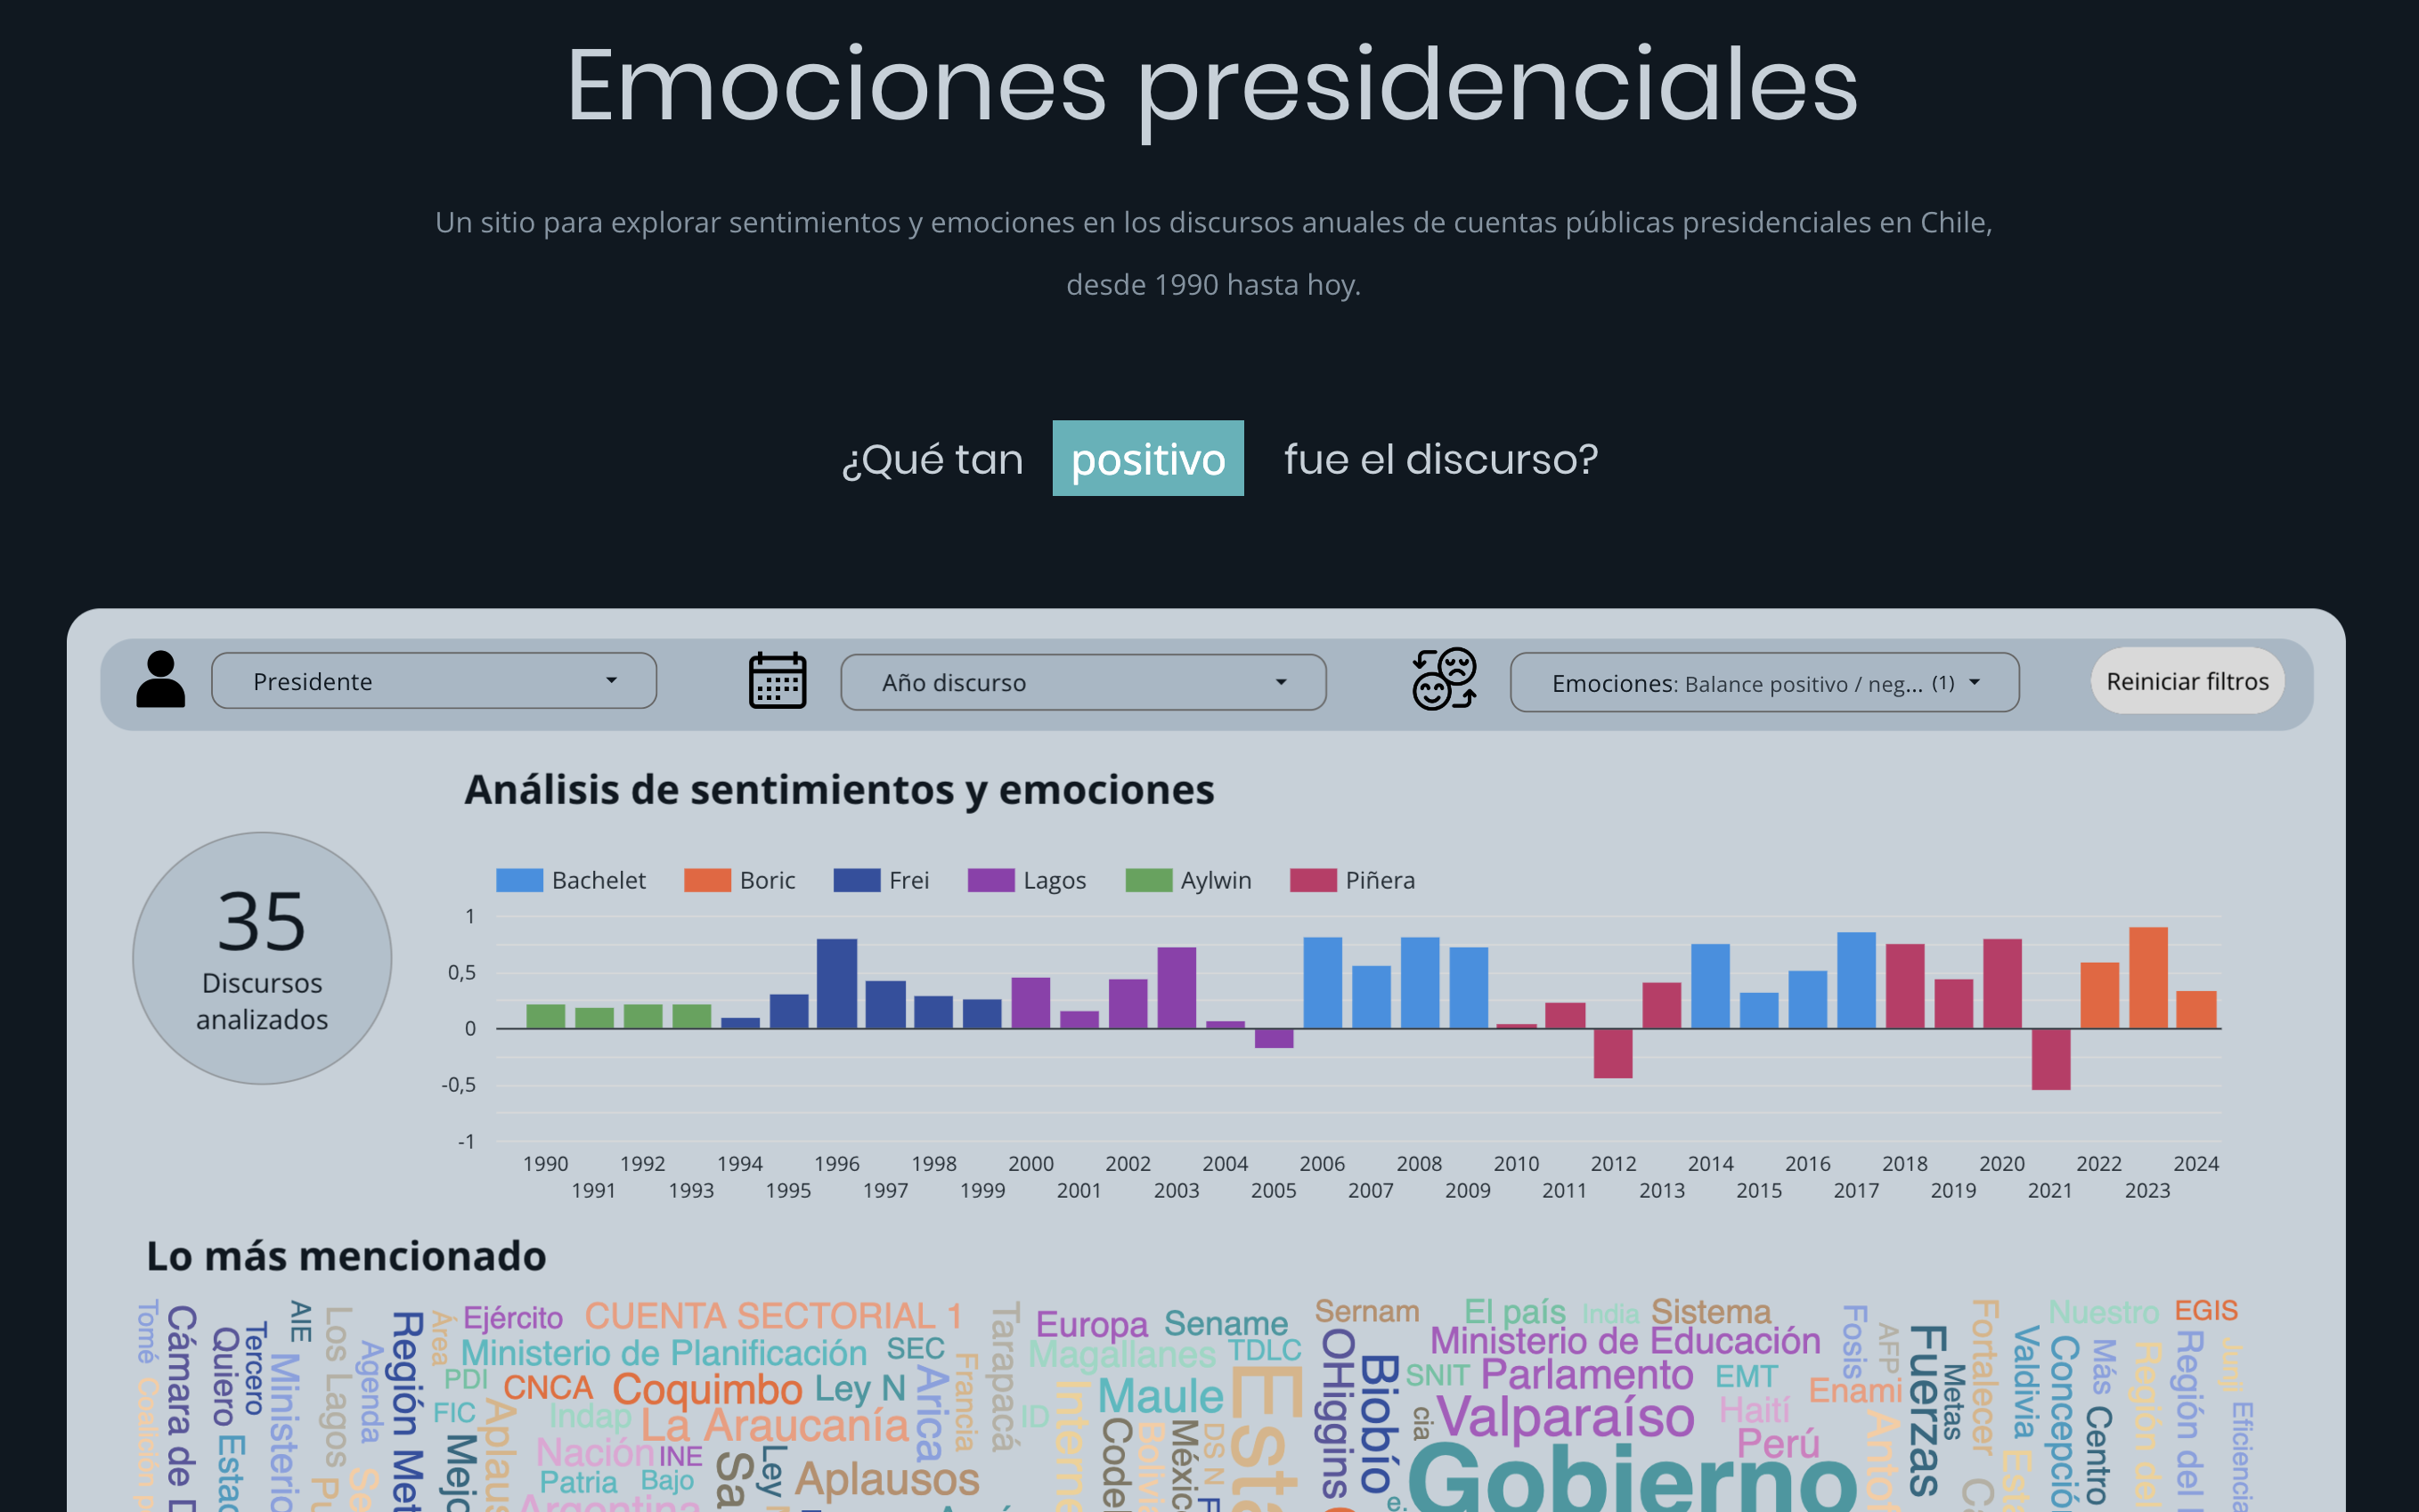 Emociones presidenciales
Un sitio para explorar sentimientos y emociones en los discursos anuales de cuentas públicas presidenciales en Chile,
desde 1990 hasta hoy.
¿Qué tan positivo fue el discurso?
Presidente
Año discurso
Emociones: Balance positivo / neg... (1)
Reiniciar filtros
Análisis de sentimientos y emociones
35
Discursos
analizados
Bachelet Boric Frei Lagos Aylwin Piñera
1
0,5
0
-0,5
-1
1990 1992 1994 1996 1998 2000 2002 2004 2006 2008 2010 2012 2014 2016 2018 2020 2022 2024
1991 1993 1995 1997 1999 2001 2003 2005 2007 2009 2011 2013 2015 2017 2019 2021 2023
Lo más mencionado
Tomé
Coalición
Cámara de
Quiero
Tercero
AIE
Ministerio
Los Lagos
Agenda
Área
Ejército
CUENTA SECTORIAL 1
Ministerio de Planificación
SEC
PDI
CNCA
Coquimbo
Ley N
FIC
Indap
La Araucanía
Nación
INE
Patria
Bajo
Ley
Aplausos
Argentina
Arica
Francia
Tarapacá
ID
Europa
Sename
Magallanes
TDLC
Maule
DS N
OHiggins
Biobío
Sernam
El país
India
Sistema
Ministerio de Educación
SNIT
Parlamento
EMT
cia
Valparaíso
Haití
Perú
Enami
Gobierno
Fosis
AFP
Fuerzas
Metas
Fortalecer
Valdivia
Nuestro
EGIS
Más
Centro
Región del
Región del
Junji
Eficiencia